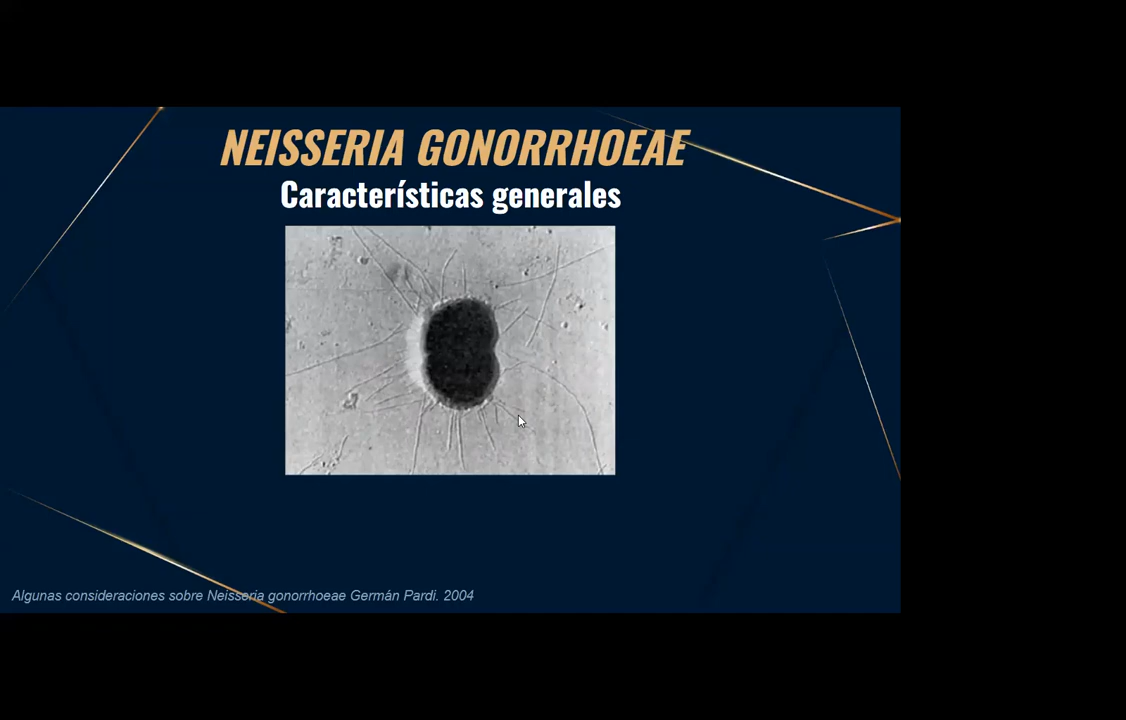 NEISSERIA GONORRHOEAE
Características generales
Algunas consideraciones sobre Neisseria gonorrhoeae Germán Pardi. 2004